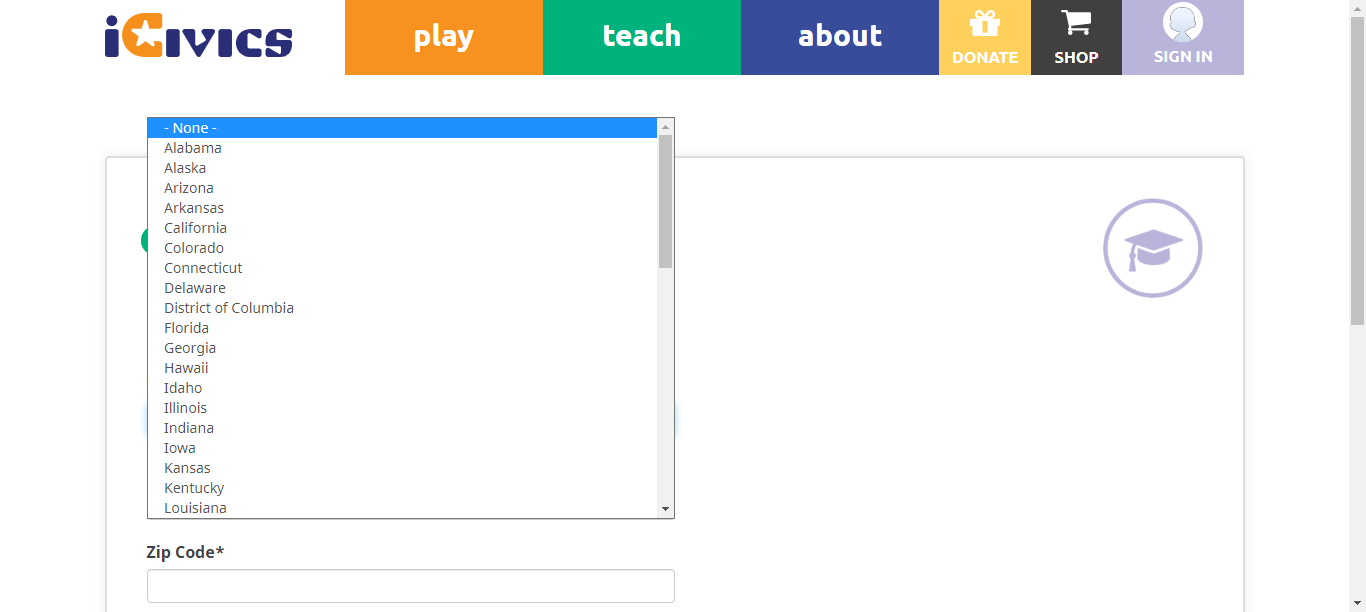 iCivics
play
teach
about
DONATE
SHOP
SIGN IN
- None -
Alabama
Alaska
Arizona
Arkansas
California
Colorado
Connecticut
Delaware
District of Columbia
Florida
Georgia
Hawaii
Idaho
Illinois
Indiana
Iowa
Kansas
Kentucky
Louisiana
Zip Code*